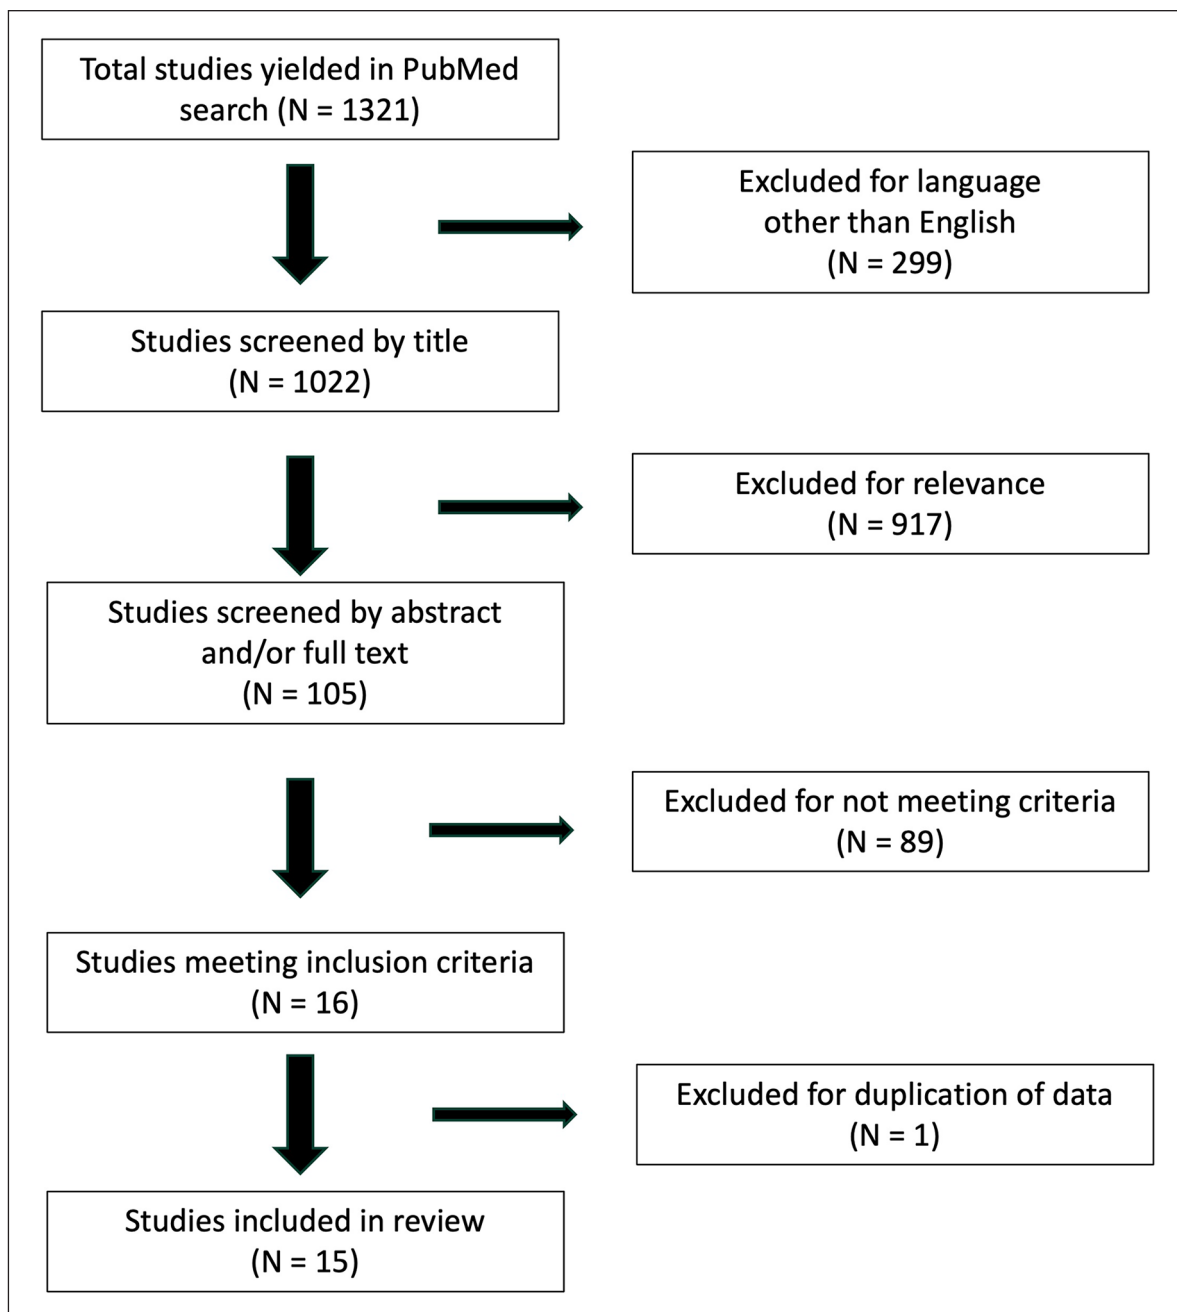 Total studies yielded in PubMed
search (N = 1321)
Excluded for language
other than English
(N = 299)
Studies screened by title
(N = 1022)
Excluded for relevance
(N = 917)
Studies screened by abstract
and/or full text
(N = 105)
Excluded for not meeting criteria
(N = 89)
Studies meeting inclusion criteria
(N = 16)
Excluded for duplication of data
(N = 1)
Studies included in review
(N = 15)